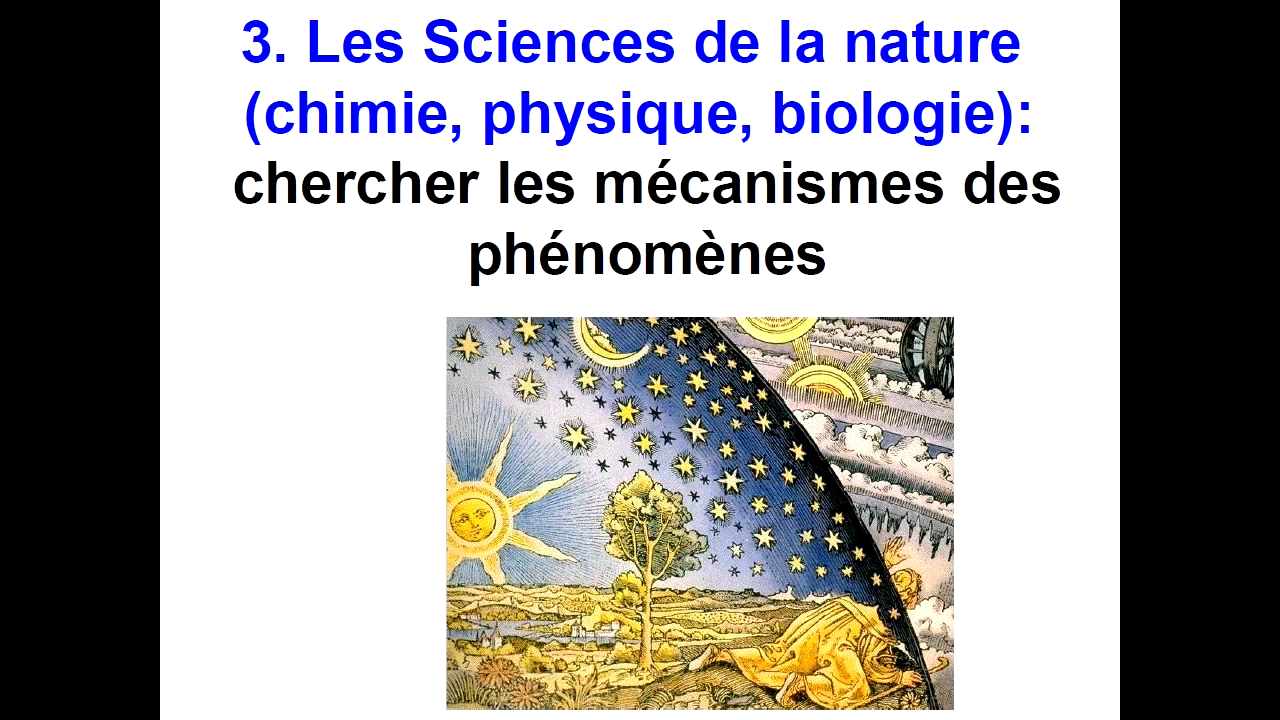 3. Les Sciences de la nature
(chimie, physique, biologie):
chercher les mécanismes des
phénomènes